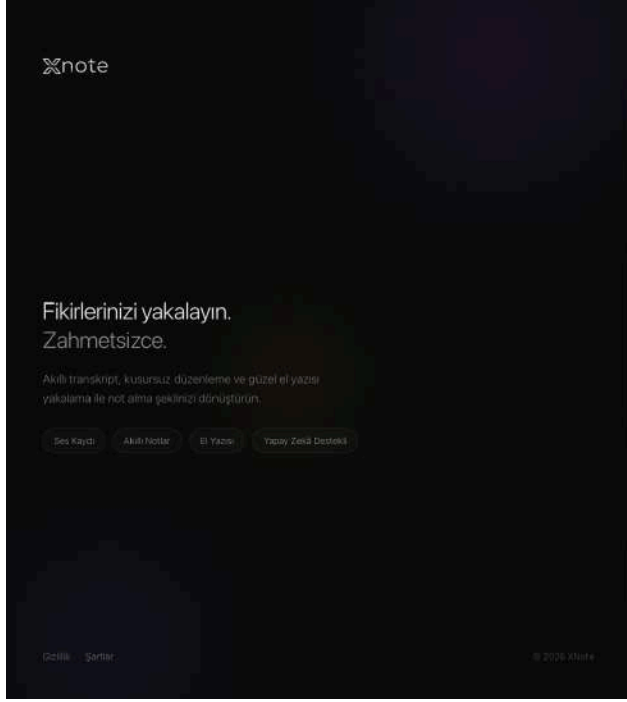 Xnote
Fikirlerinizi yakalayın.
Zahmetsizce.
Akıllı transkript, kusursuz düzenleme ve güzel el yazısı
yakalama ile not alma şeklinizi dönüştürün.
Ses Kaydı Akıllı Notlar El Yazısı Yapay Zekâ Destekli
Gizlilik Şartlar © 2026 XNote